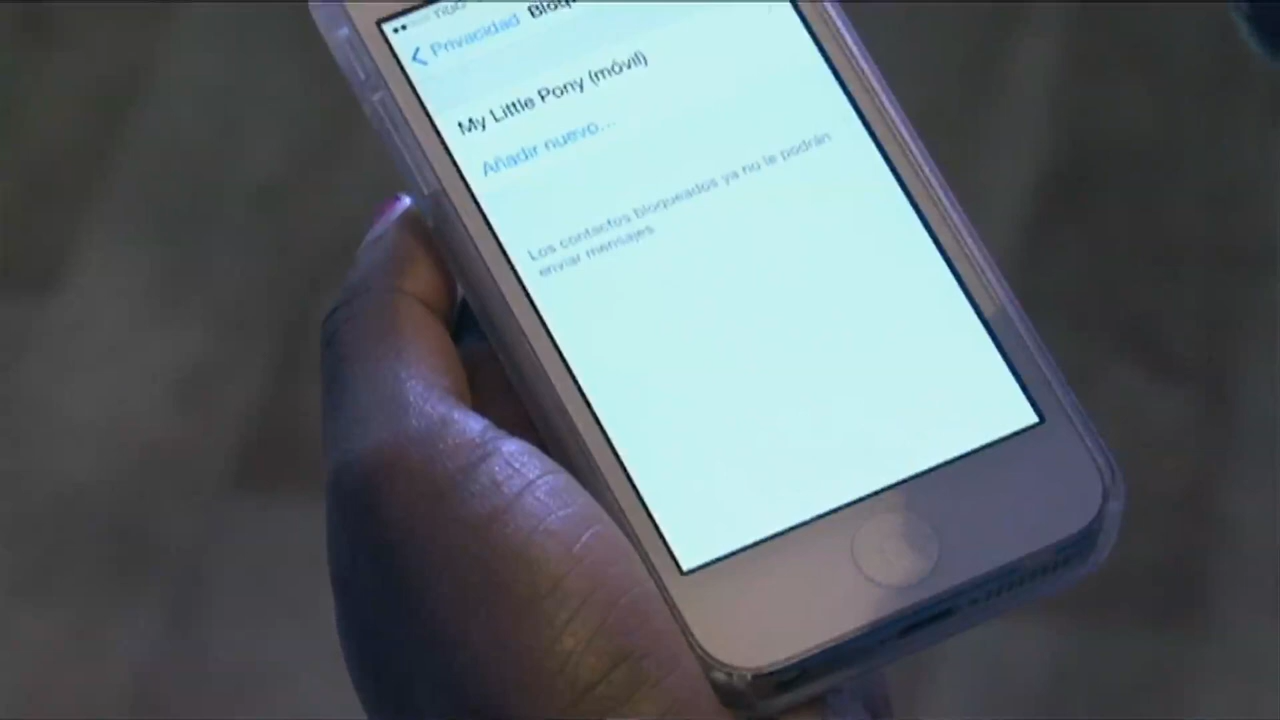 Privacidad
My Little Pony (móvil)
Añadir nuevo...
Los contactos bloqueados ya no le podrán
enviar mensajes